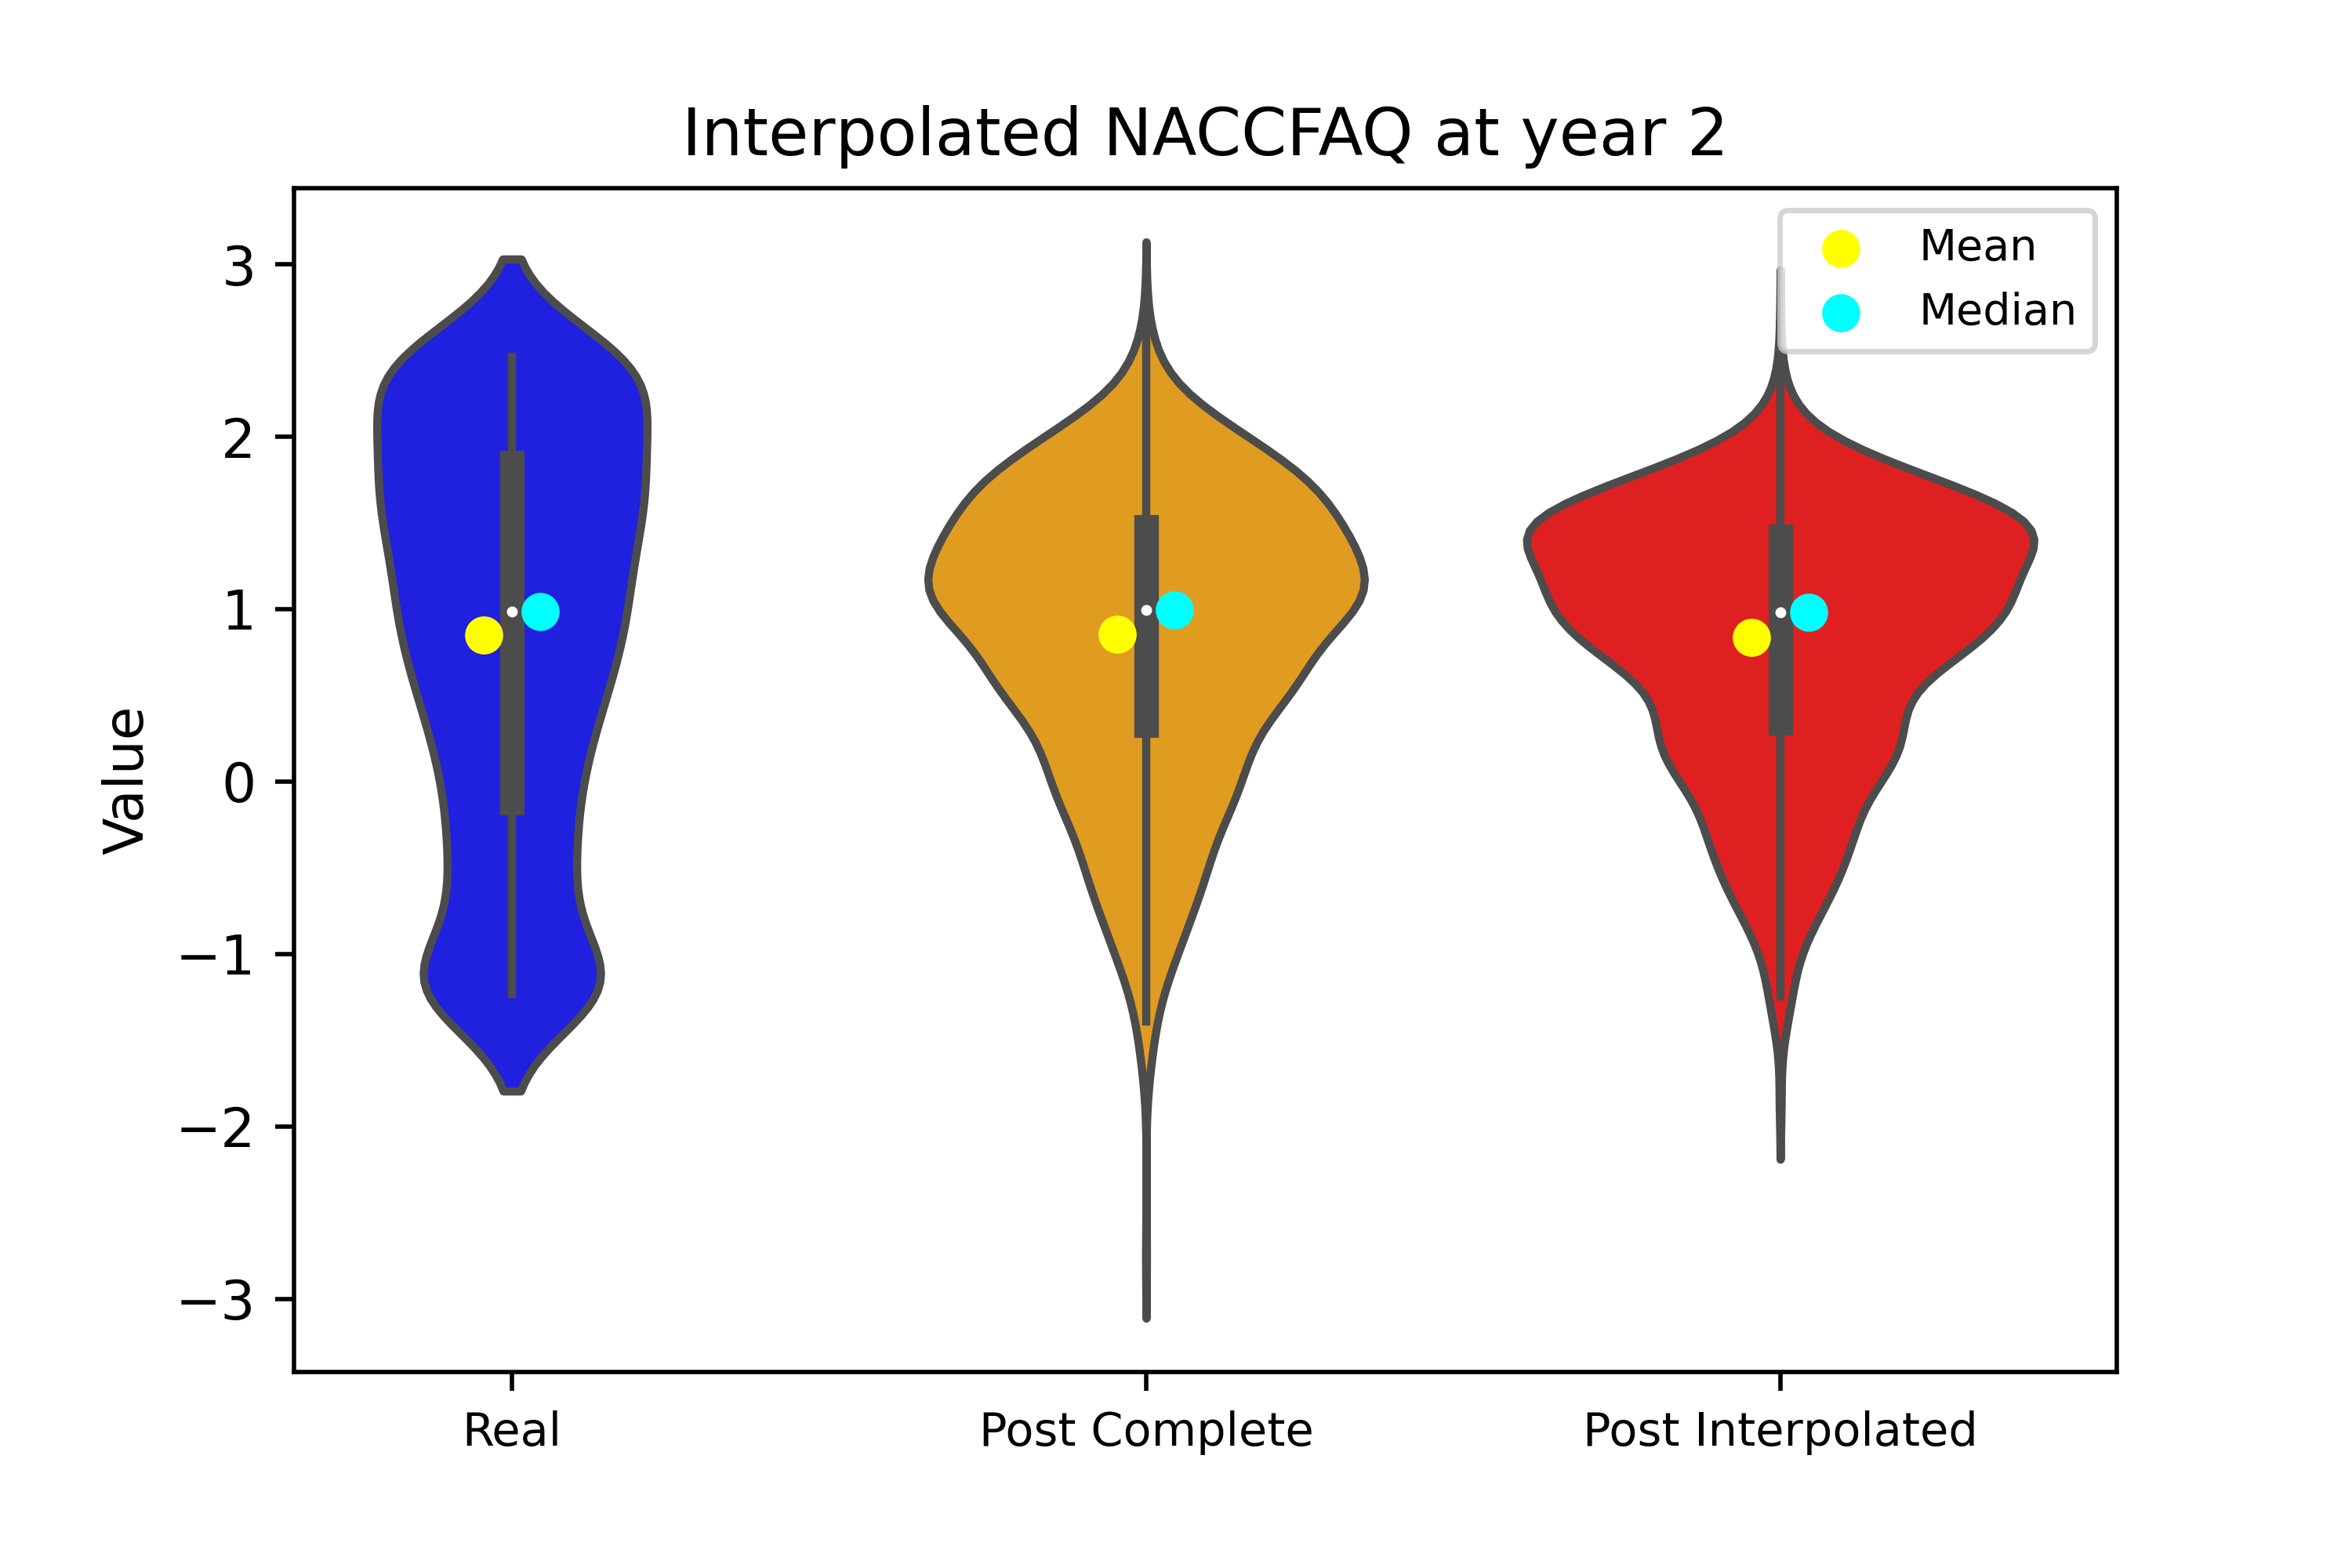 Interpolated NACCFAQ at year 2
Mean
Median
3
2
1
0
−1
−2
−3
Value
Real
Post Complete
Post Interpolated